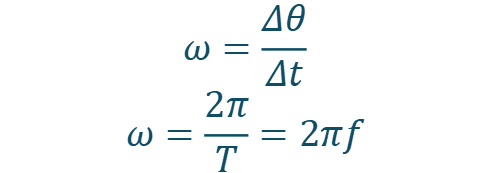 ω = Δθ/Δt
ω = 2π/T = 2πf